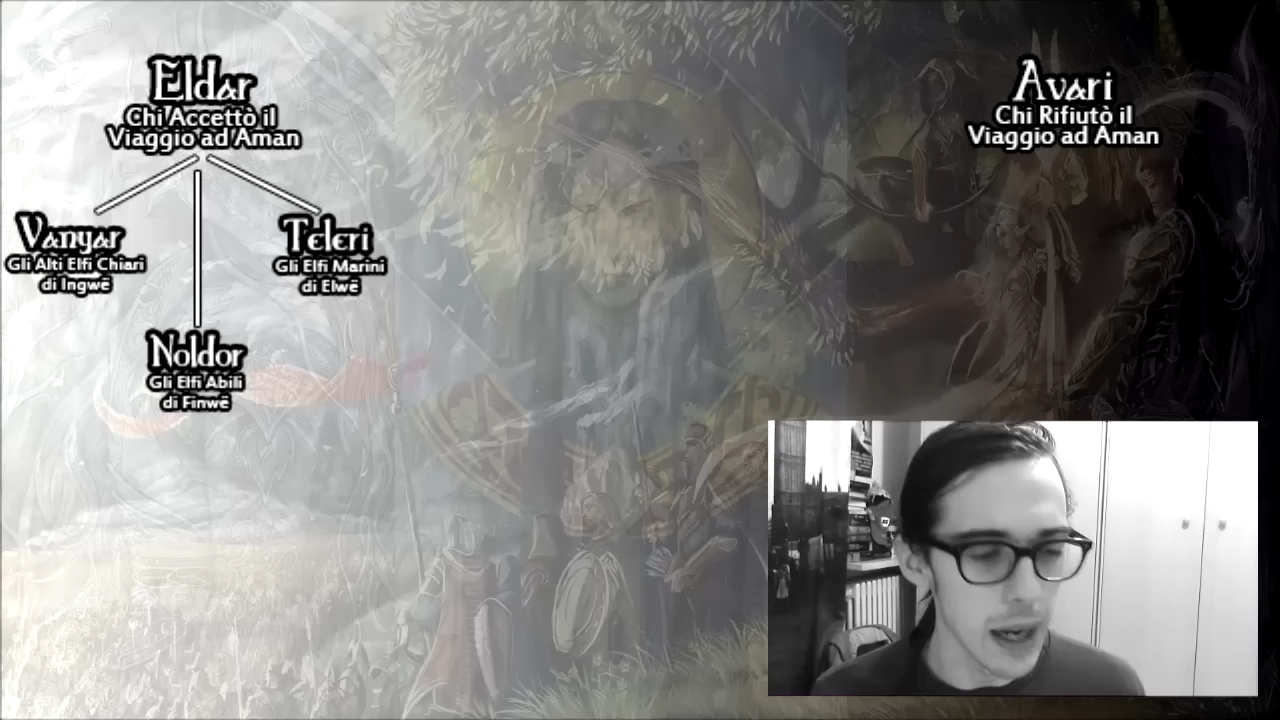 Eldar
Chi Accettò il
Viaggio ad Aman
Avari
Chi Rifiutò il
Viaggio ad Aman
Vanyar
Gli Alti Elfi Chiari
di Ingwë
Teleri
Gli Elfi Marini
di Elwë
Noldor
Gli Elfi Abili
di Finwë